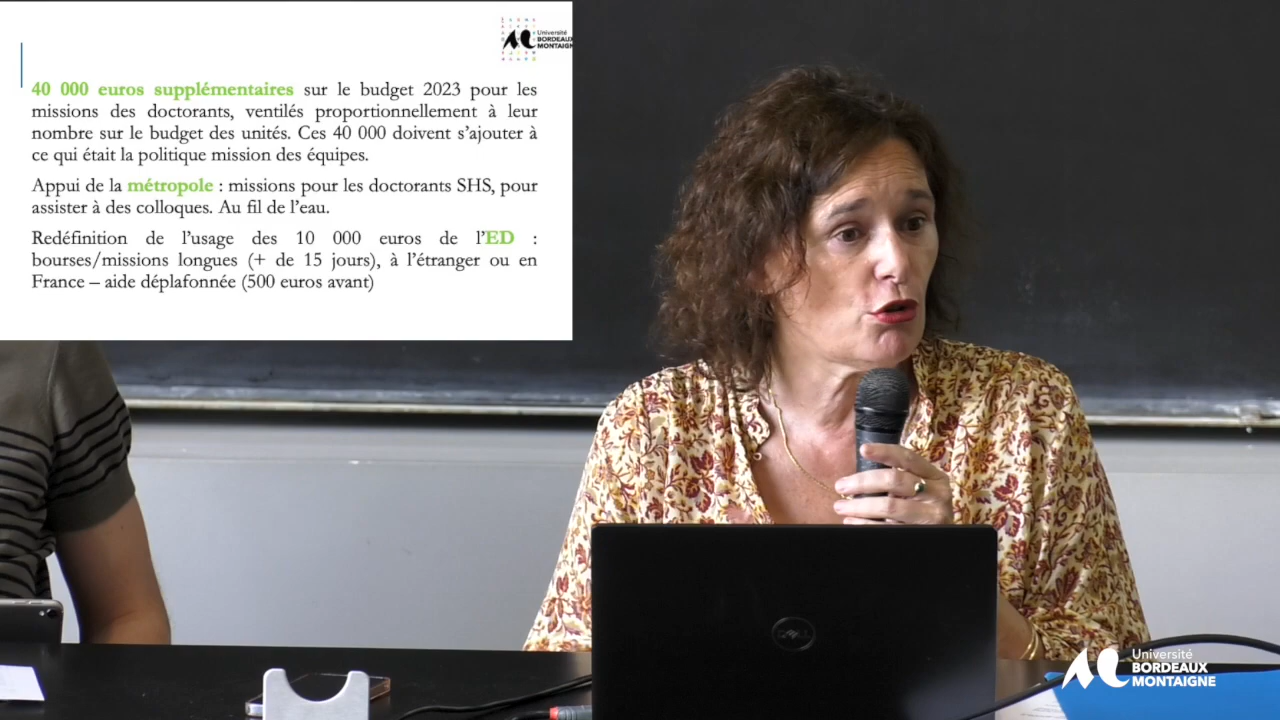 Université
BORDEAUX
MONTAIGNE
40 000 euros supplémentaires sur le budget 2023 pour les
missions des doctorants, ventilés proportionnellement à leur
nombre sur le budget des unités. Ces 40 000 doivent s’ajouter à
ce qui était la politique mission des équipes.
Appui de la métropole : missions pour les doctorants SHS, pour
assister à des colloques. Au fil de l’eau.
Redéfinition de l’usage des 10 000 euros de l’ED :
bourses/missions longues (+ de 15 jours), à l’étranger ou en
France – aide déplafonnée (500 euros avant)
DELL
Université
BORDEAUX
MONTAIGNE